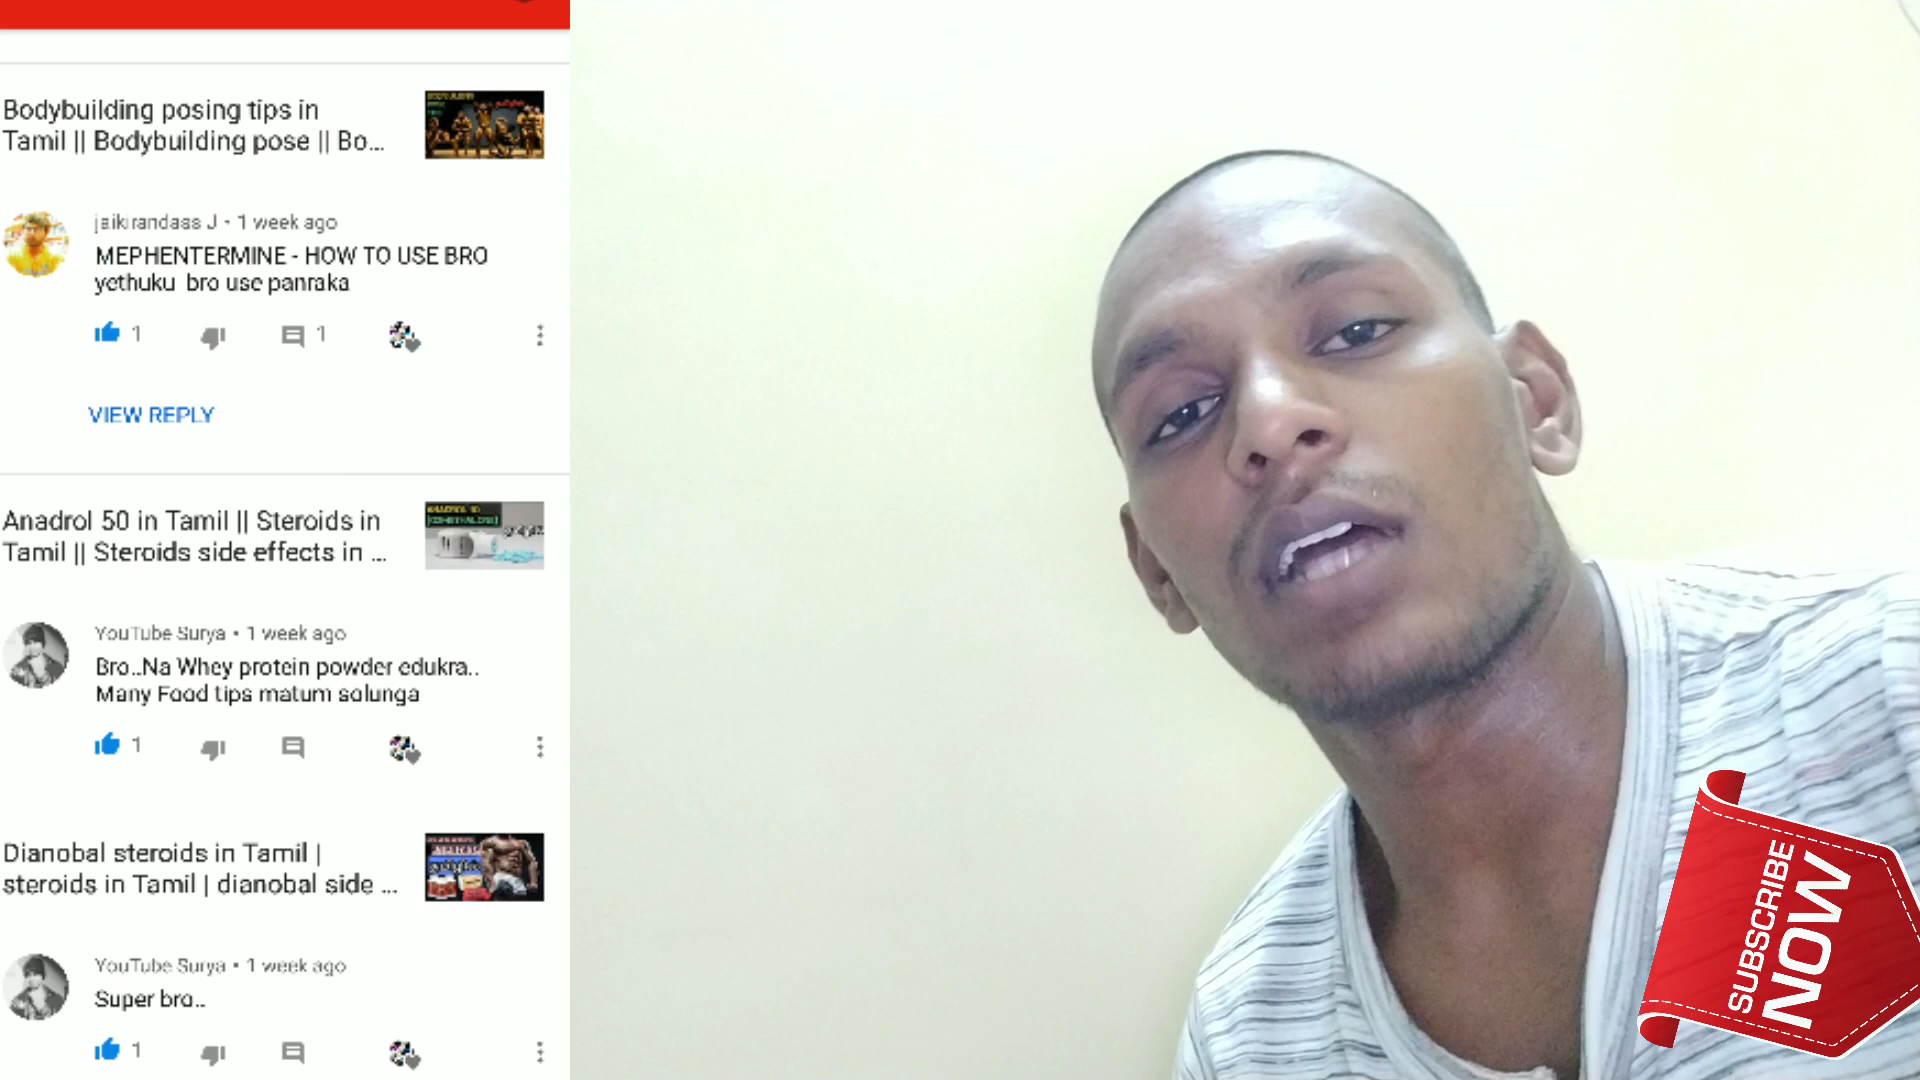 Bodybuilding posing tips in
Tamil || Bodybuilding pose || Bo...
jaikirandass J • 1 week ago
MEPHENTERMINE - HOW TO USE BRO
yethuku bro use panraka
1
1
VIEW REPLY
Anadrol 50 in Tamil || Steroids in
Tamil || Steroids side effects in ...
ANADROL 50
YouTube Surya • 1 week ago
Bro..Na Whey protein powder edukra..
Many Food tips matum solunga
1
Dianobal steroids in Tamil |
steroids in Tamil | dianobal side ...
YouTube Surya • 1 week ago
Super bro..
1
SUBSCRIBE
NOW